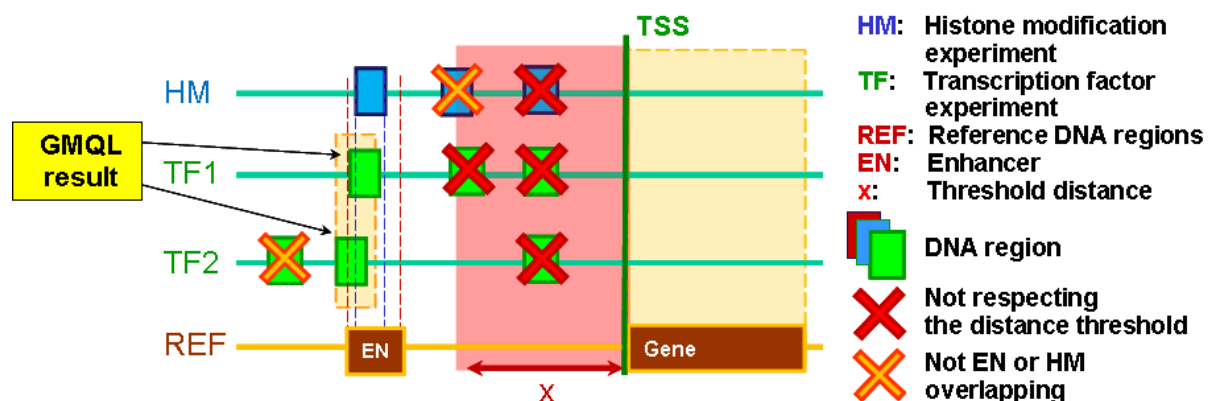 TSS
HM
GMQL
result
TF1
TF2
REF
EN
Gene
x
HM: Histone modification
experiment
TF: Transcription factor
experiment
REF: Reference DNA regions
EN: Enhancer
x: Threshold distance
DNA region
Not respecting
the distance threshold
Not EN or HM
overlapping